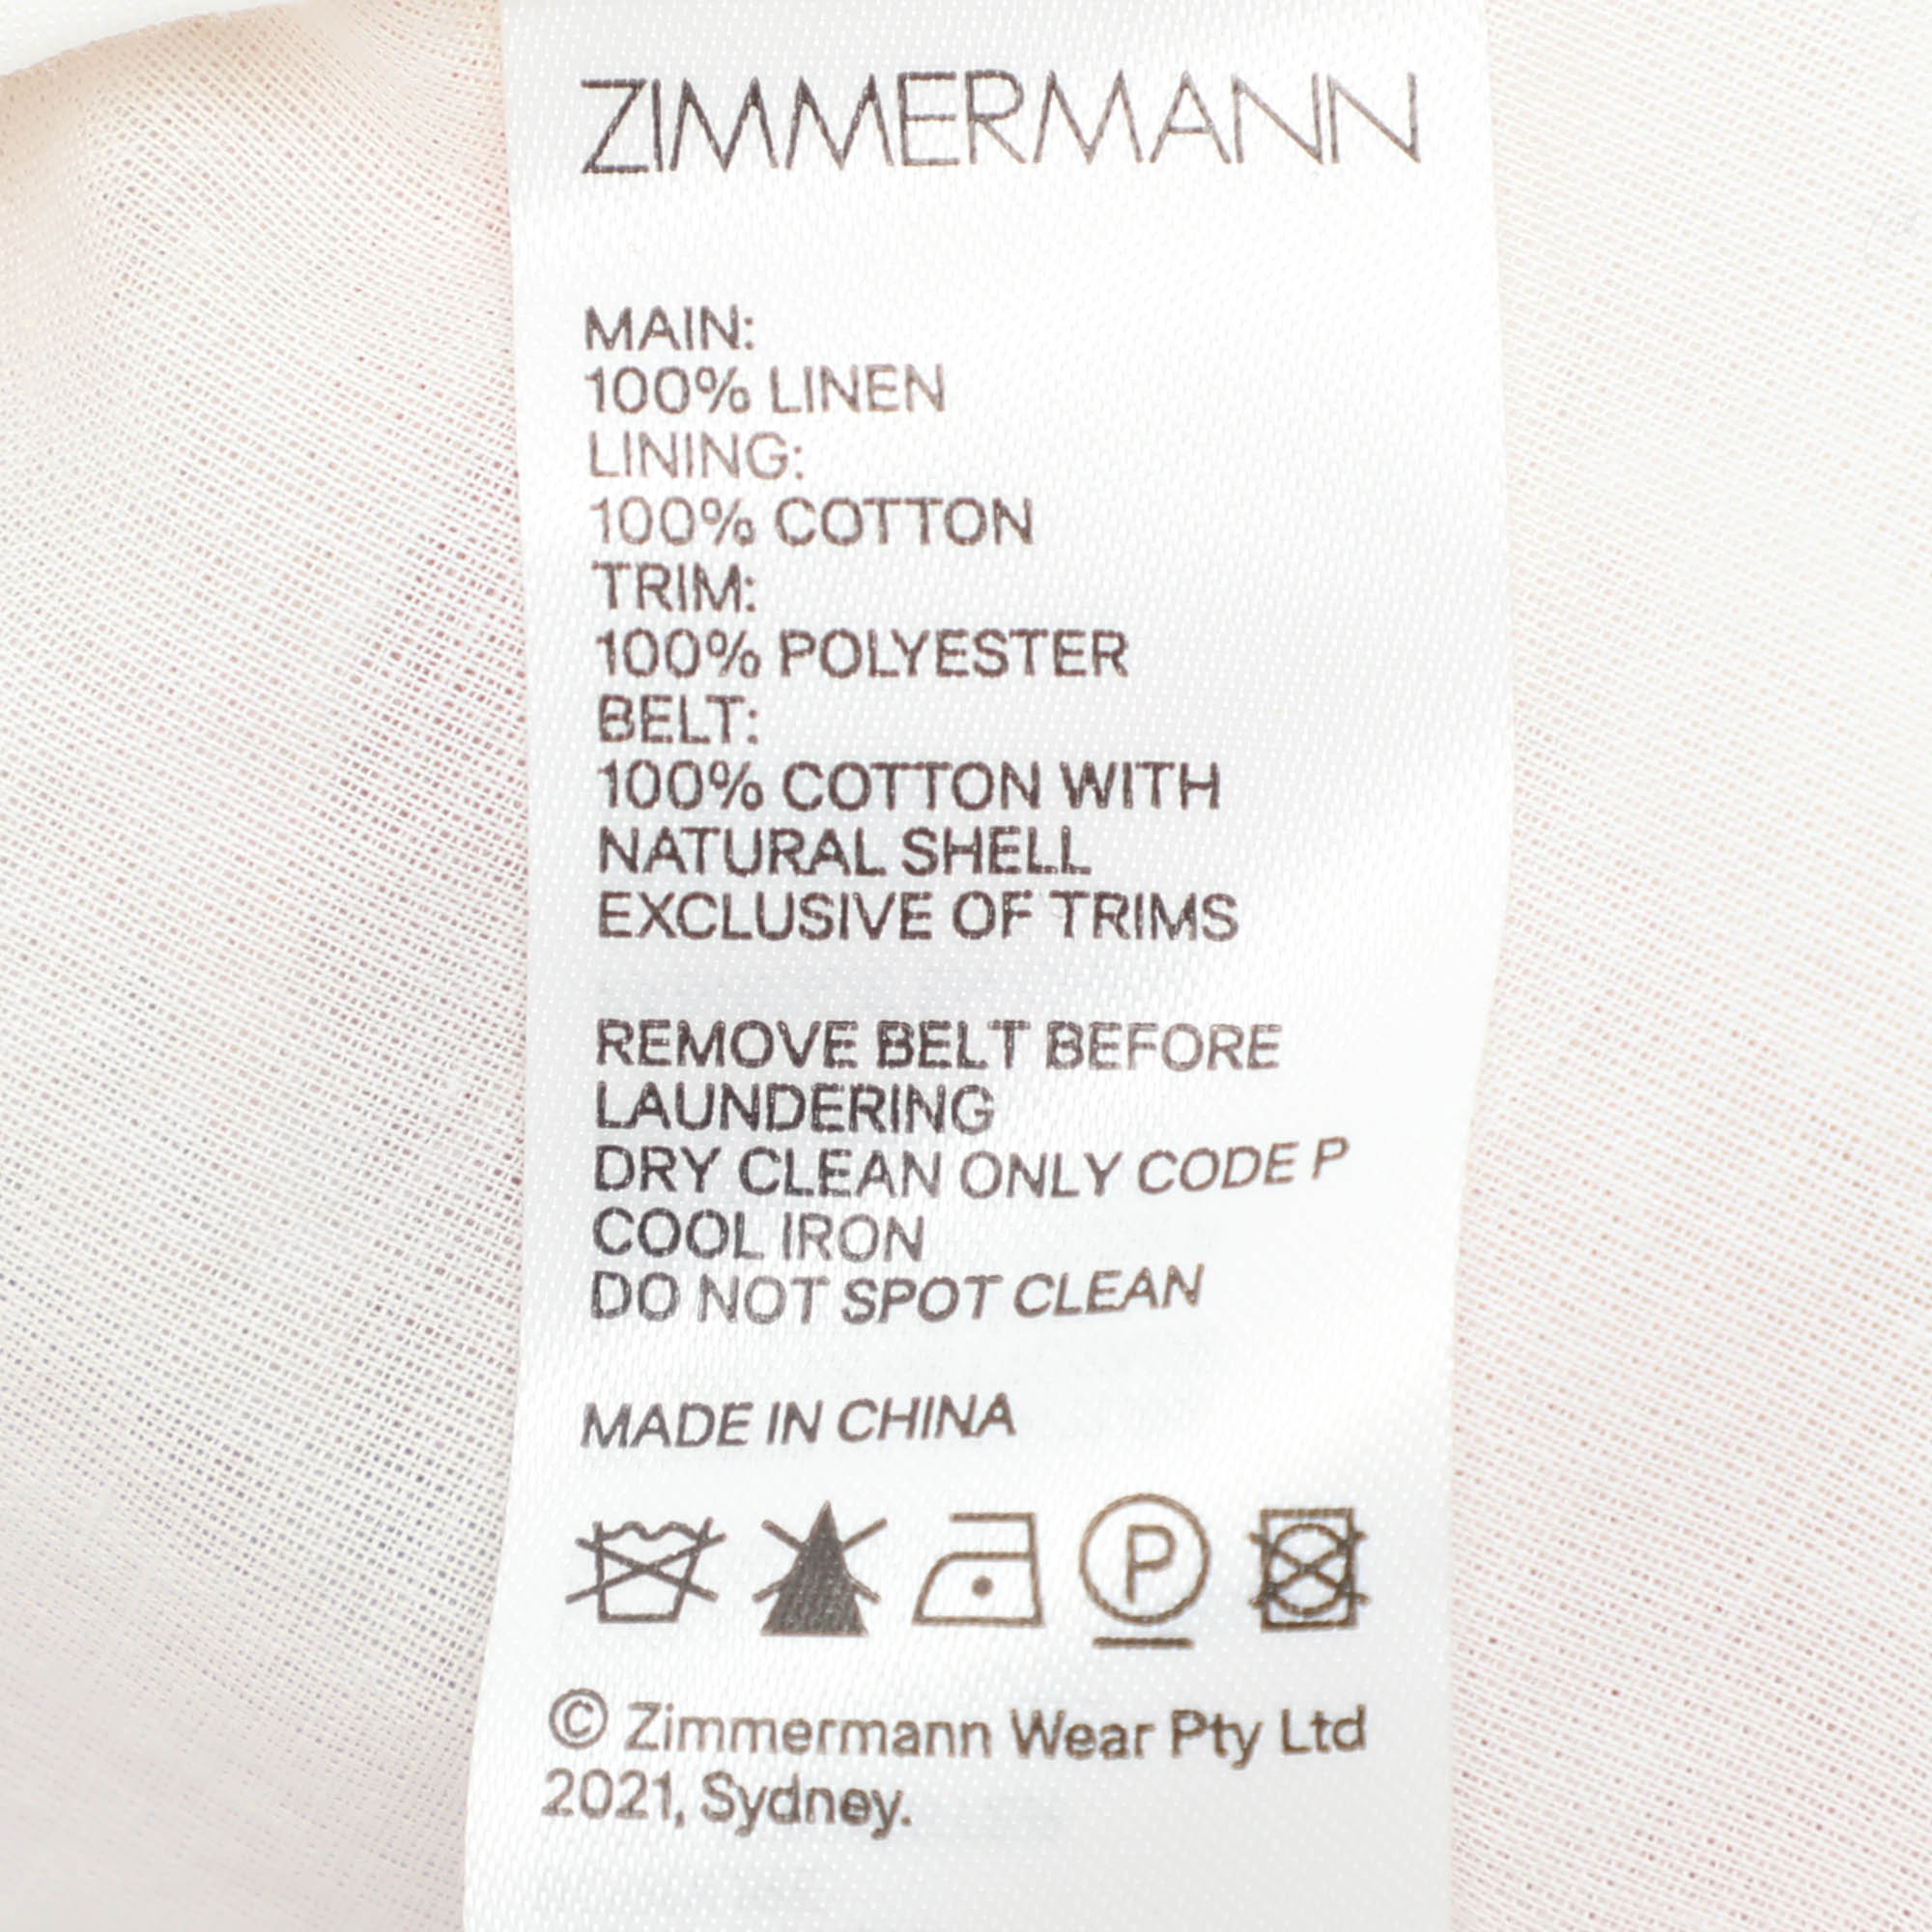 ZIMMERMANN
MAIN:
100% LINEN
LINING:
100% COTTON
TRIM:
100% POLYESTER
BELT:
100% COTTON WITH
NATURAL SHELL
EXCLUSIVE OF TRIMS
REMOVE BELT BEFORE
LAUNDERING
DRY CLEAN ONLY CODE P
COOL IRON
DO NOT SPOT CLEAN
MADE IN CHINA
P
© Zimmermann Wear Pty Ltd
2021, Sydney.